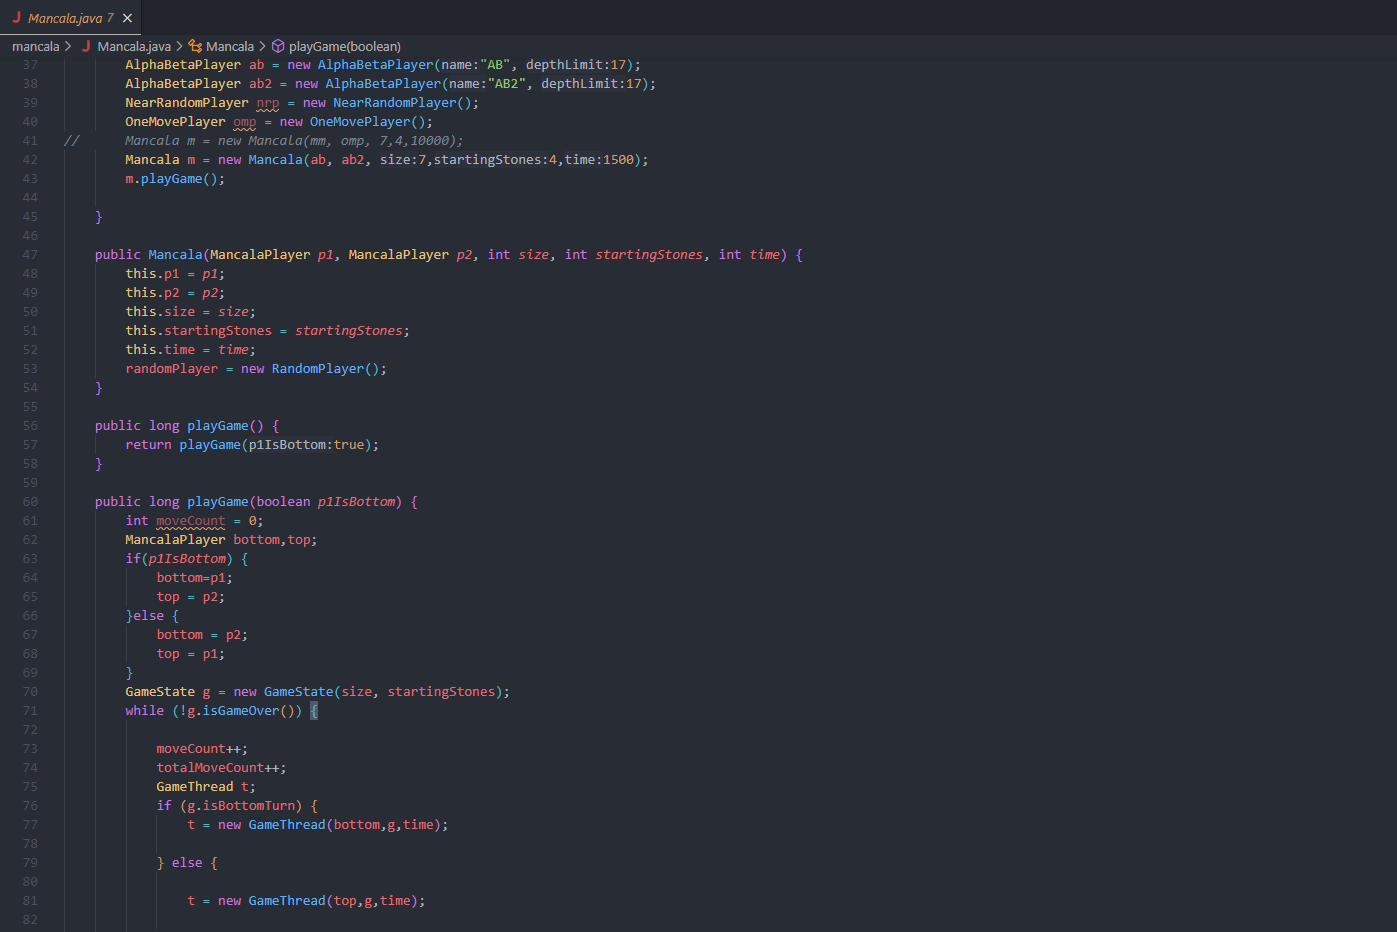 J Mancala.java 7 ×
mancala > J Mancala.java > Mancala > playGame(boolean)
37 AlphaBetaPlayer ab = new AlphaBetaPlayer(name:"AB", depthLimit:17);
38 AlphaBetaPlayer ab2 = new AlphaBetaPlayer(name:"AB2", depthLimit:17);
39 NearRandomPlayer nrp = new NearRandomPlayer();
40 OneMovePlayer omp = new OneMovePlayer();
41 // Mancala m = new Mancala(mm, omp, 7,4,10000);
42 Mancala m = new Mancala(ab, ab2, size:7,startingStones:4,time:1500);
43 m.playGame();
44
45 }
46
47 public Mancala(MancalaPlayer p1, MancalaPlayer p2, int size, int startingStones, int time) {
48 this.p1 = p1;
49 this.p2 = p2;
50 this.size = size;
51 this.startingStones = startingStones;
52 this.time = time;
53 randomPlayer = new RandomPlayer();
54 }
55
56 public long playGame() {
57 return playGame(p1IsBottom:true);
58 }
59
60 public long playGame(boolean p1IsBottom) {
61 int moveCount = 0;
62 MancalaPlayer bottom,top;
63 if(p1IsBottom) {
64 bottom=p1;
65 top = p2;
66 }else {
67 bottom = p2;
68 top = p1;
69 }
70 GameState g = new GameState(size, startingStones);
71 while (!g.isGameOver()) {
72
73 moveCount++;
74 totalMoveCount++;
75 GameThread t;
76 if (g.isBottomTurn) {
77 t = new GameThread(bottom,g,time);
78
79 } else {
80
81 t = new GameThread(top,g,time);
82